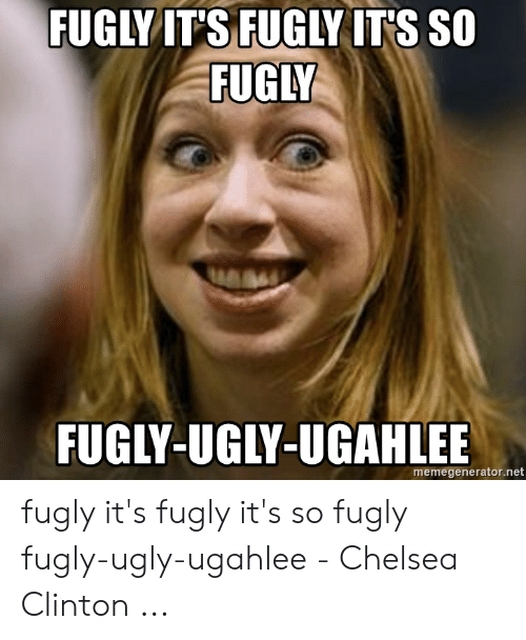 FUGLY IT'S FUGLY IT'S SO
FUGLY
FUGLY-UGLY-UGAHLEE
memegenerator.net
fugly it's fugly it's so fugly
fugly-ugly-ugahlee - Chelsea
Clinton ...